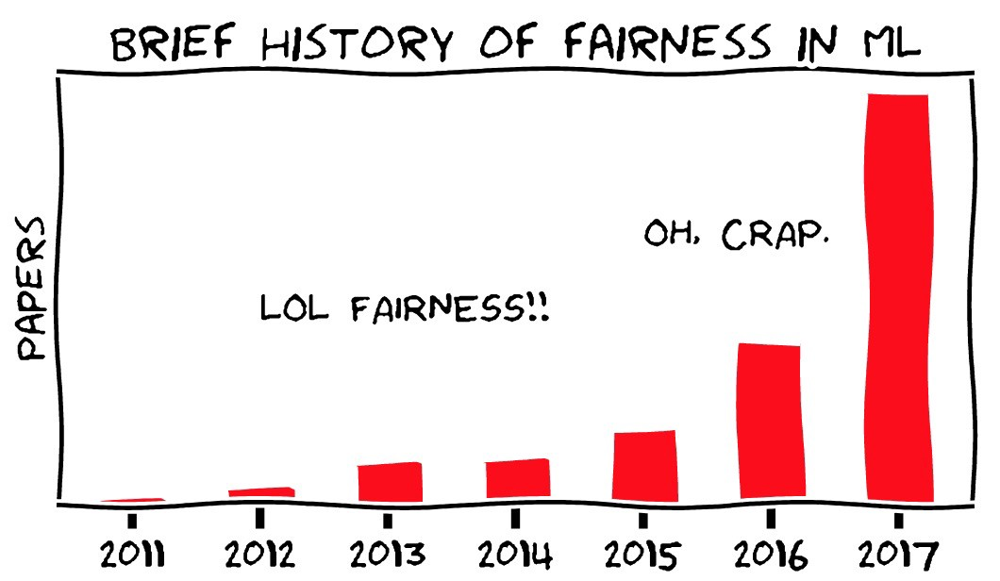 BRIEF HISTORY OF FAIRNESS IN ML
PAPERS
OH, CRAP.
LOL FAIRNESS!!
2011 2012 2013 2014 2015 2016 2017